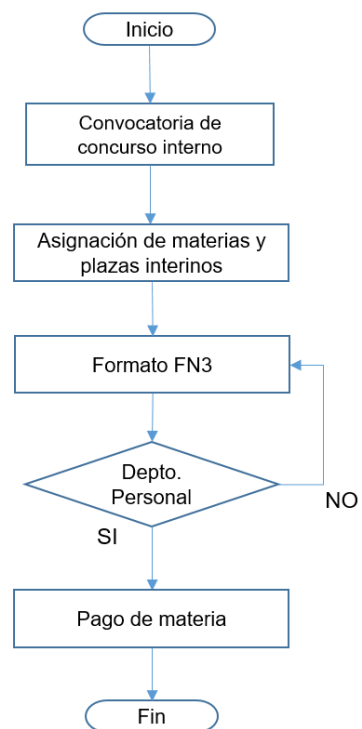 Inicio
Convocatoria de
concurso interno
Asignación de materias y
plazas interinos
Formato FN3
Depto.
Personal
NO
SI
Pago de materia
Fin